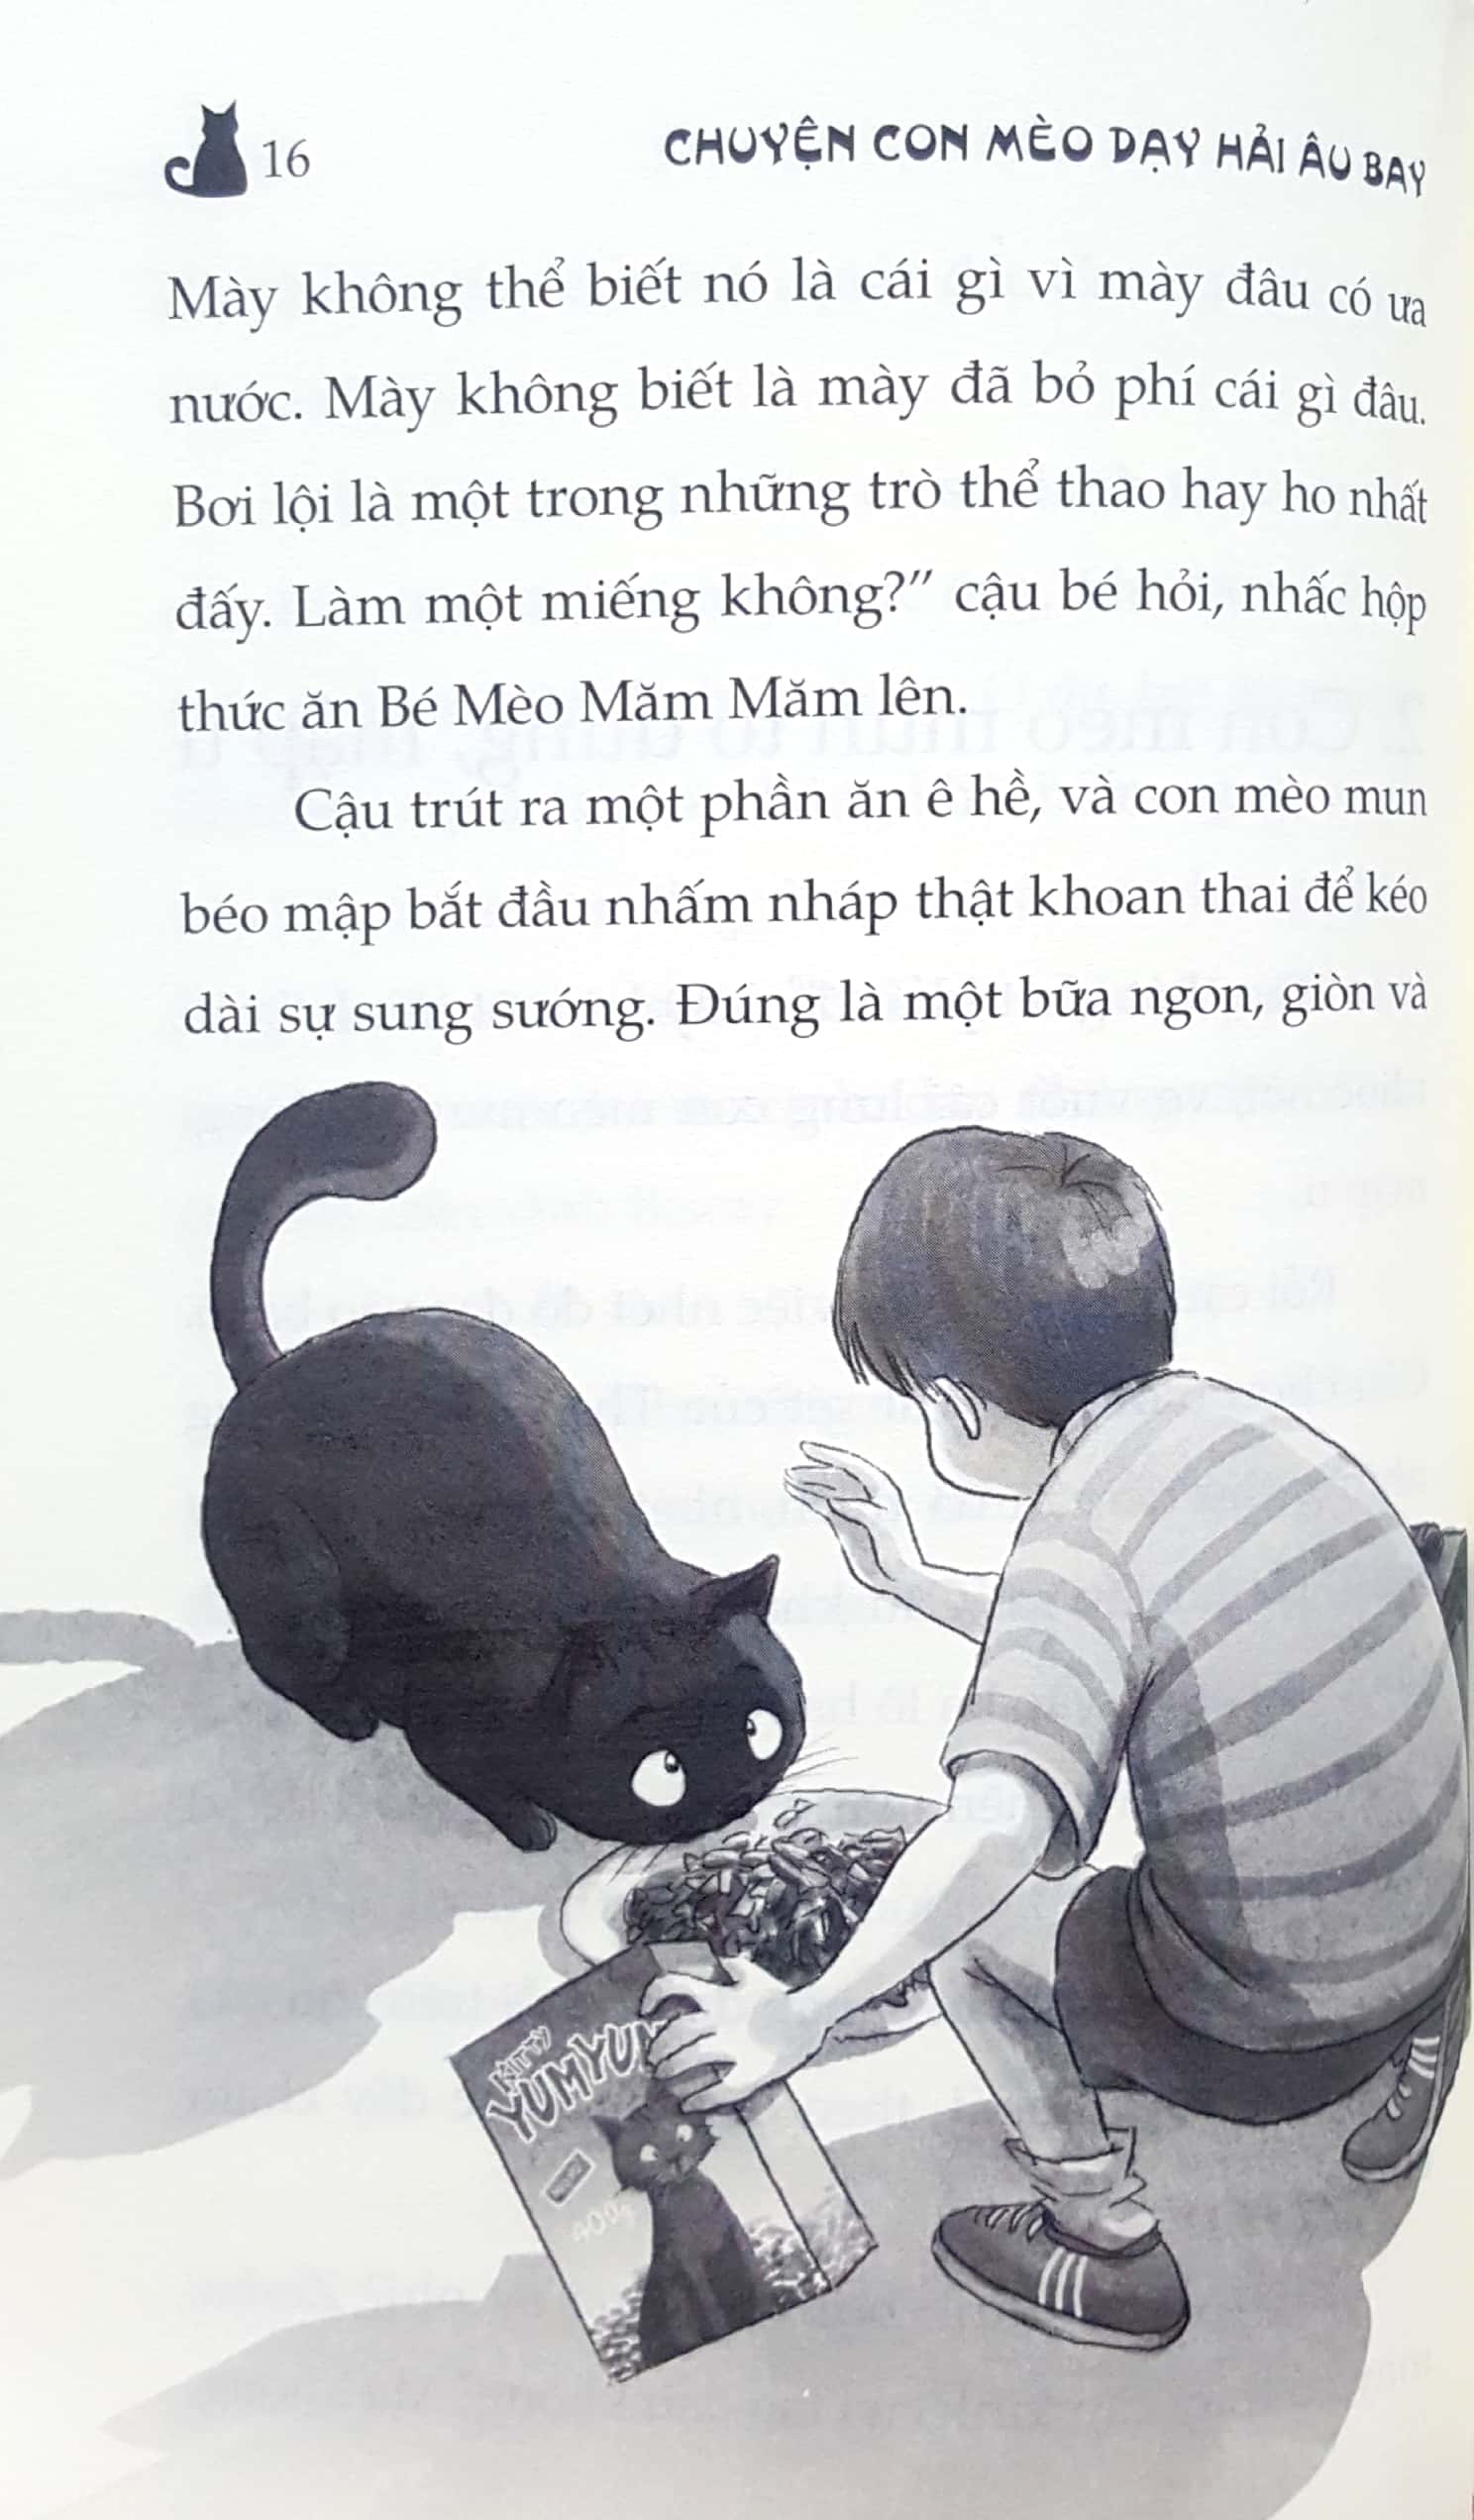 16
CHUYỆN CON MÈO DẠY HẢI ÂU BAY
Mày không thể biết nó là cái gì vì mày đâu có ưa
nước. Mày không biết là mày đã bỏ phí cái gì đâu.
Bơi lội là một trong những trò thể thao hay ho nhất
đấy. Làm một miếng không?” cậu bé hỏi, nhấc hộp
thức ăn Bé Mèo Măm Măm lên.
Cậu trút ra một phần ăn ê hề, và con mèo mun
béo mập bắt đầu nhấm nháp thật khoan thai để kéo
dài sự sung sướng. Đúng là một bữa ngon, giòn và
KITTY
400g